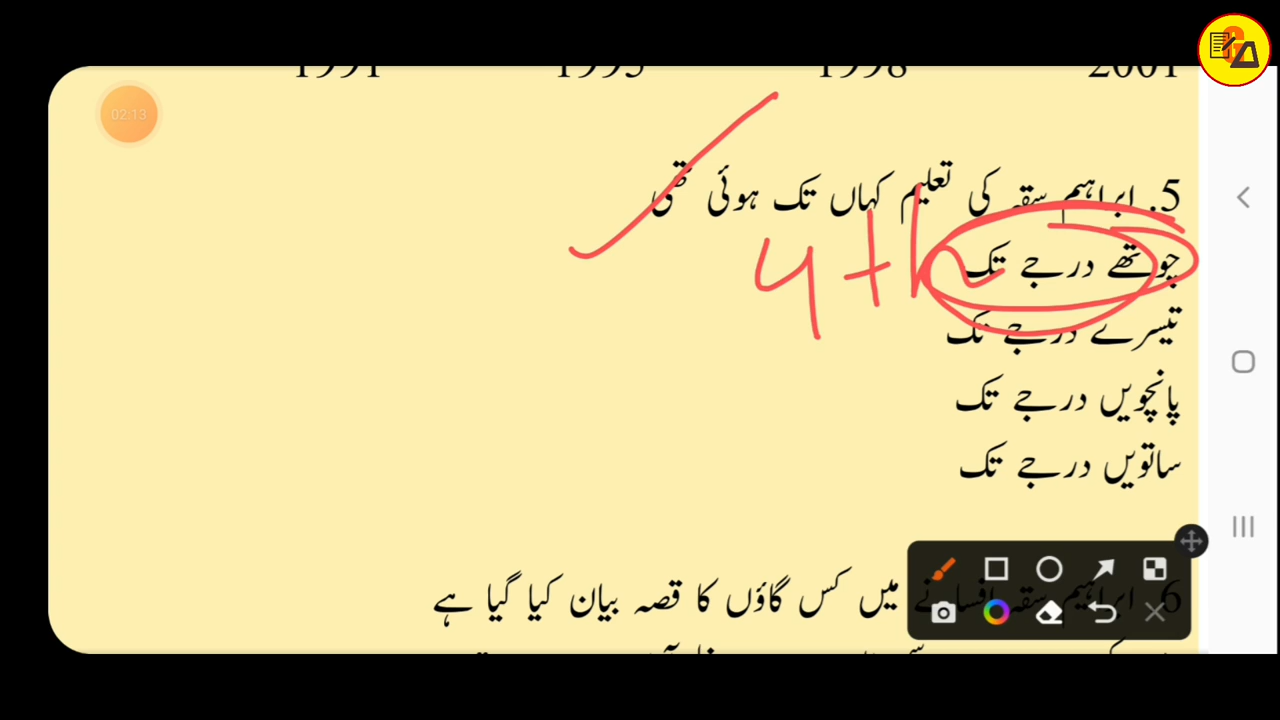 1991 1995 1998 2001
02:13
5. ابراہیم سقہ کی تعلیم کہاں تک ہوئی تھی
4th
چوتھے درجے تک
تیسرے درجے تک
پانچویں درجے تک
ساتویں درجے تک
6. ابراہیم سقہ افسانے میں کس گاؤں کا قصہ بیان کیا گیا ہے